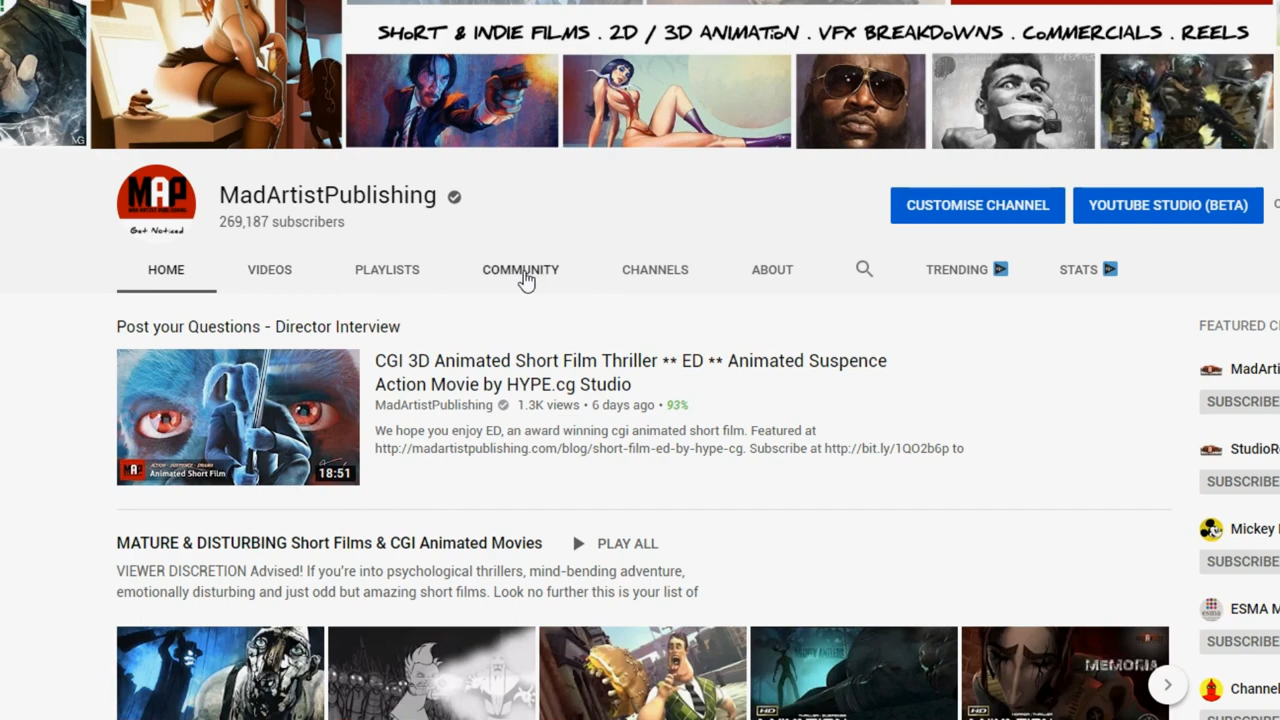 SHoRT & INDIE FILMS . 2D / 3D ANIMATioN . VFX BREAKDoWNS . CoMMERCIALS . REELS
MAP
Get Noticed
MadArtistPublishing
269,187 subscribers
CUSTOMISE CHANNEL
YOUTUBE STUDIO (BETA)
HOME
VIDEOS
PLAYLISTS
COMMUNITY
CHANNELS
ABOUT
TRENDING
STATS
Post your Questions - Director Interview
FEATURED
CGI 3D Animated Short Film Thriller ** ED ** Animated Suspence
Action Movie by HYPE.cg Studio
MadArtistPublishing 1.3K views • 6 days ago • 93%
We hope you enjoy ED, an award winning cgi animated short film. Featured at
http://madartistpublishing.com/blog/short-film-ed-by-hype-cg. Subscribe at http://bit.ly/1QO2b6p to
MAP
Animated Short Film
18:51
MadArti
SUBSCRIBE
StudioR
SUBSCRIBE
Mickey
SUBSCRIBE
ESMA M
SUBSCRIBE
Channel
MATURE & DISTURBING Short Films & CGI Animated Movies
PLAY ALL
VIEWER DISCRETION Advised! If you're into psychological thrillers, mind-bending adventure,
emotionally disturbing and just odd but amazing short films. Look no further this is your list of
MEMORIA
HD
HD